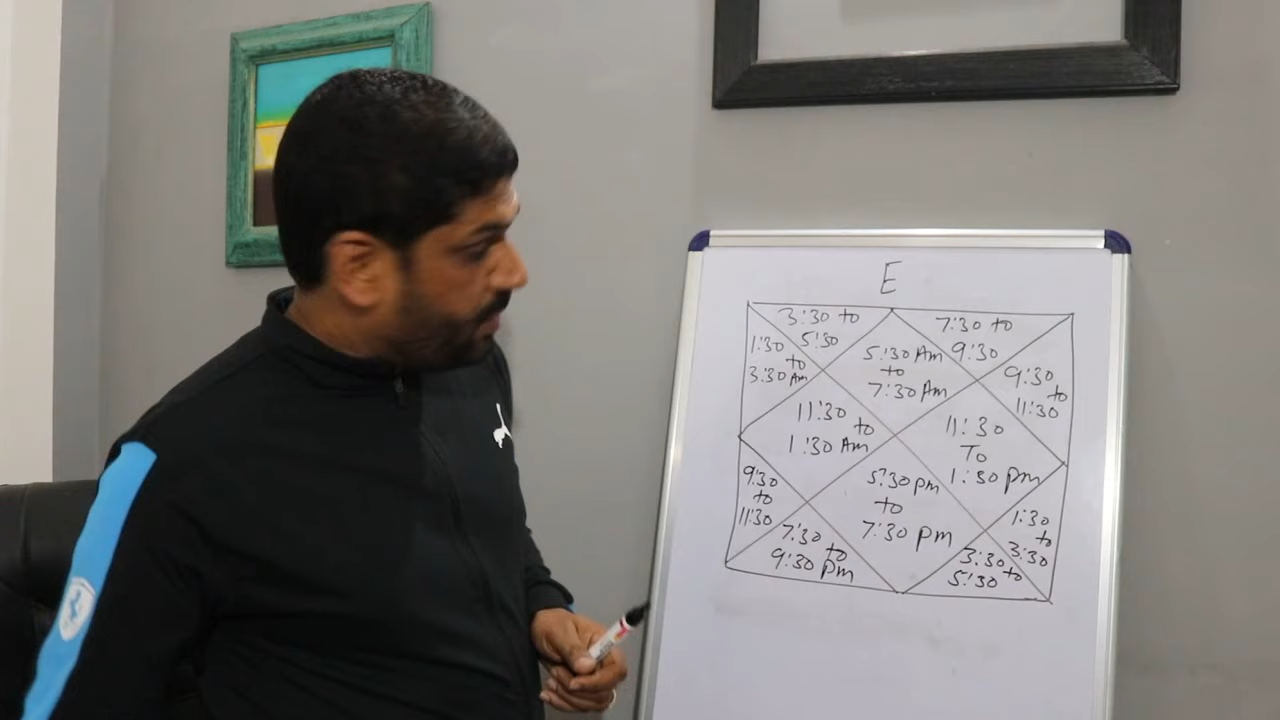 E
3:30 to
5:30
7:30 to
9:30
1:30
to
3:30 Am
5:30 Am
to
7:30 Am
9:30
to
11:30
11:30
to
1:30 Am
11:30
To
1:30 pm
9:30
to
11:30
5:30 pm
to
7:30 pm
1:30
to
3:30
7:30
to
9:30 pm
3:30
to
5:30